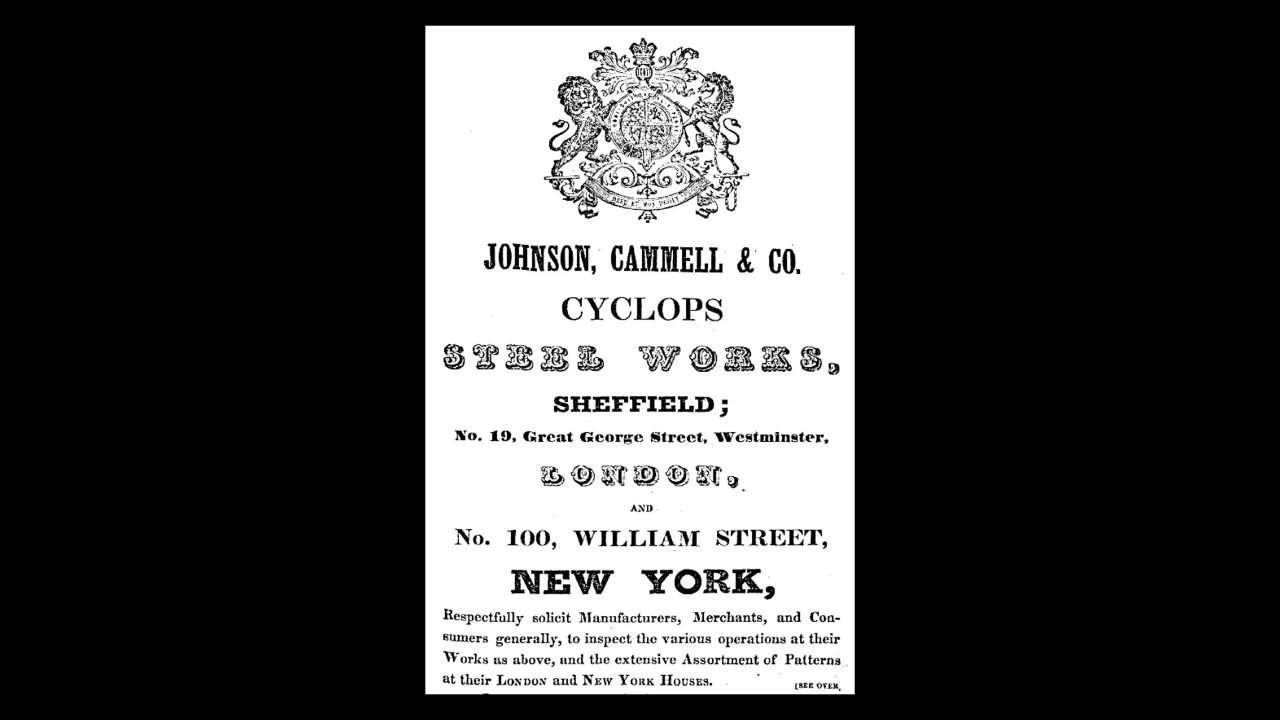 JOHNSON, CAMMELL & CO.
CYCLOPS
STEEL WORKS,
SHEFFIELD;
No. 19, Great George Street, Westminster,
LONDON,
AND
No. 100, WILLIAM STREET,
NEW YORK,
Respectfully solicit Manufacturers, Merchants, and Con-
sumers generally, to inspect the various operations at their
Works as above, and the extensive Assortment of Patterns
at their LONDON and NEW YORK HOUSES.
[SEE OVER.